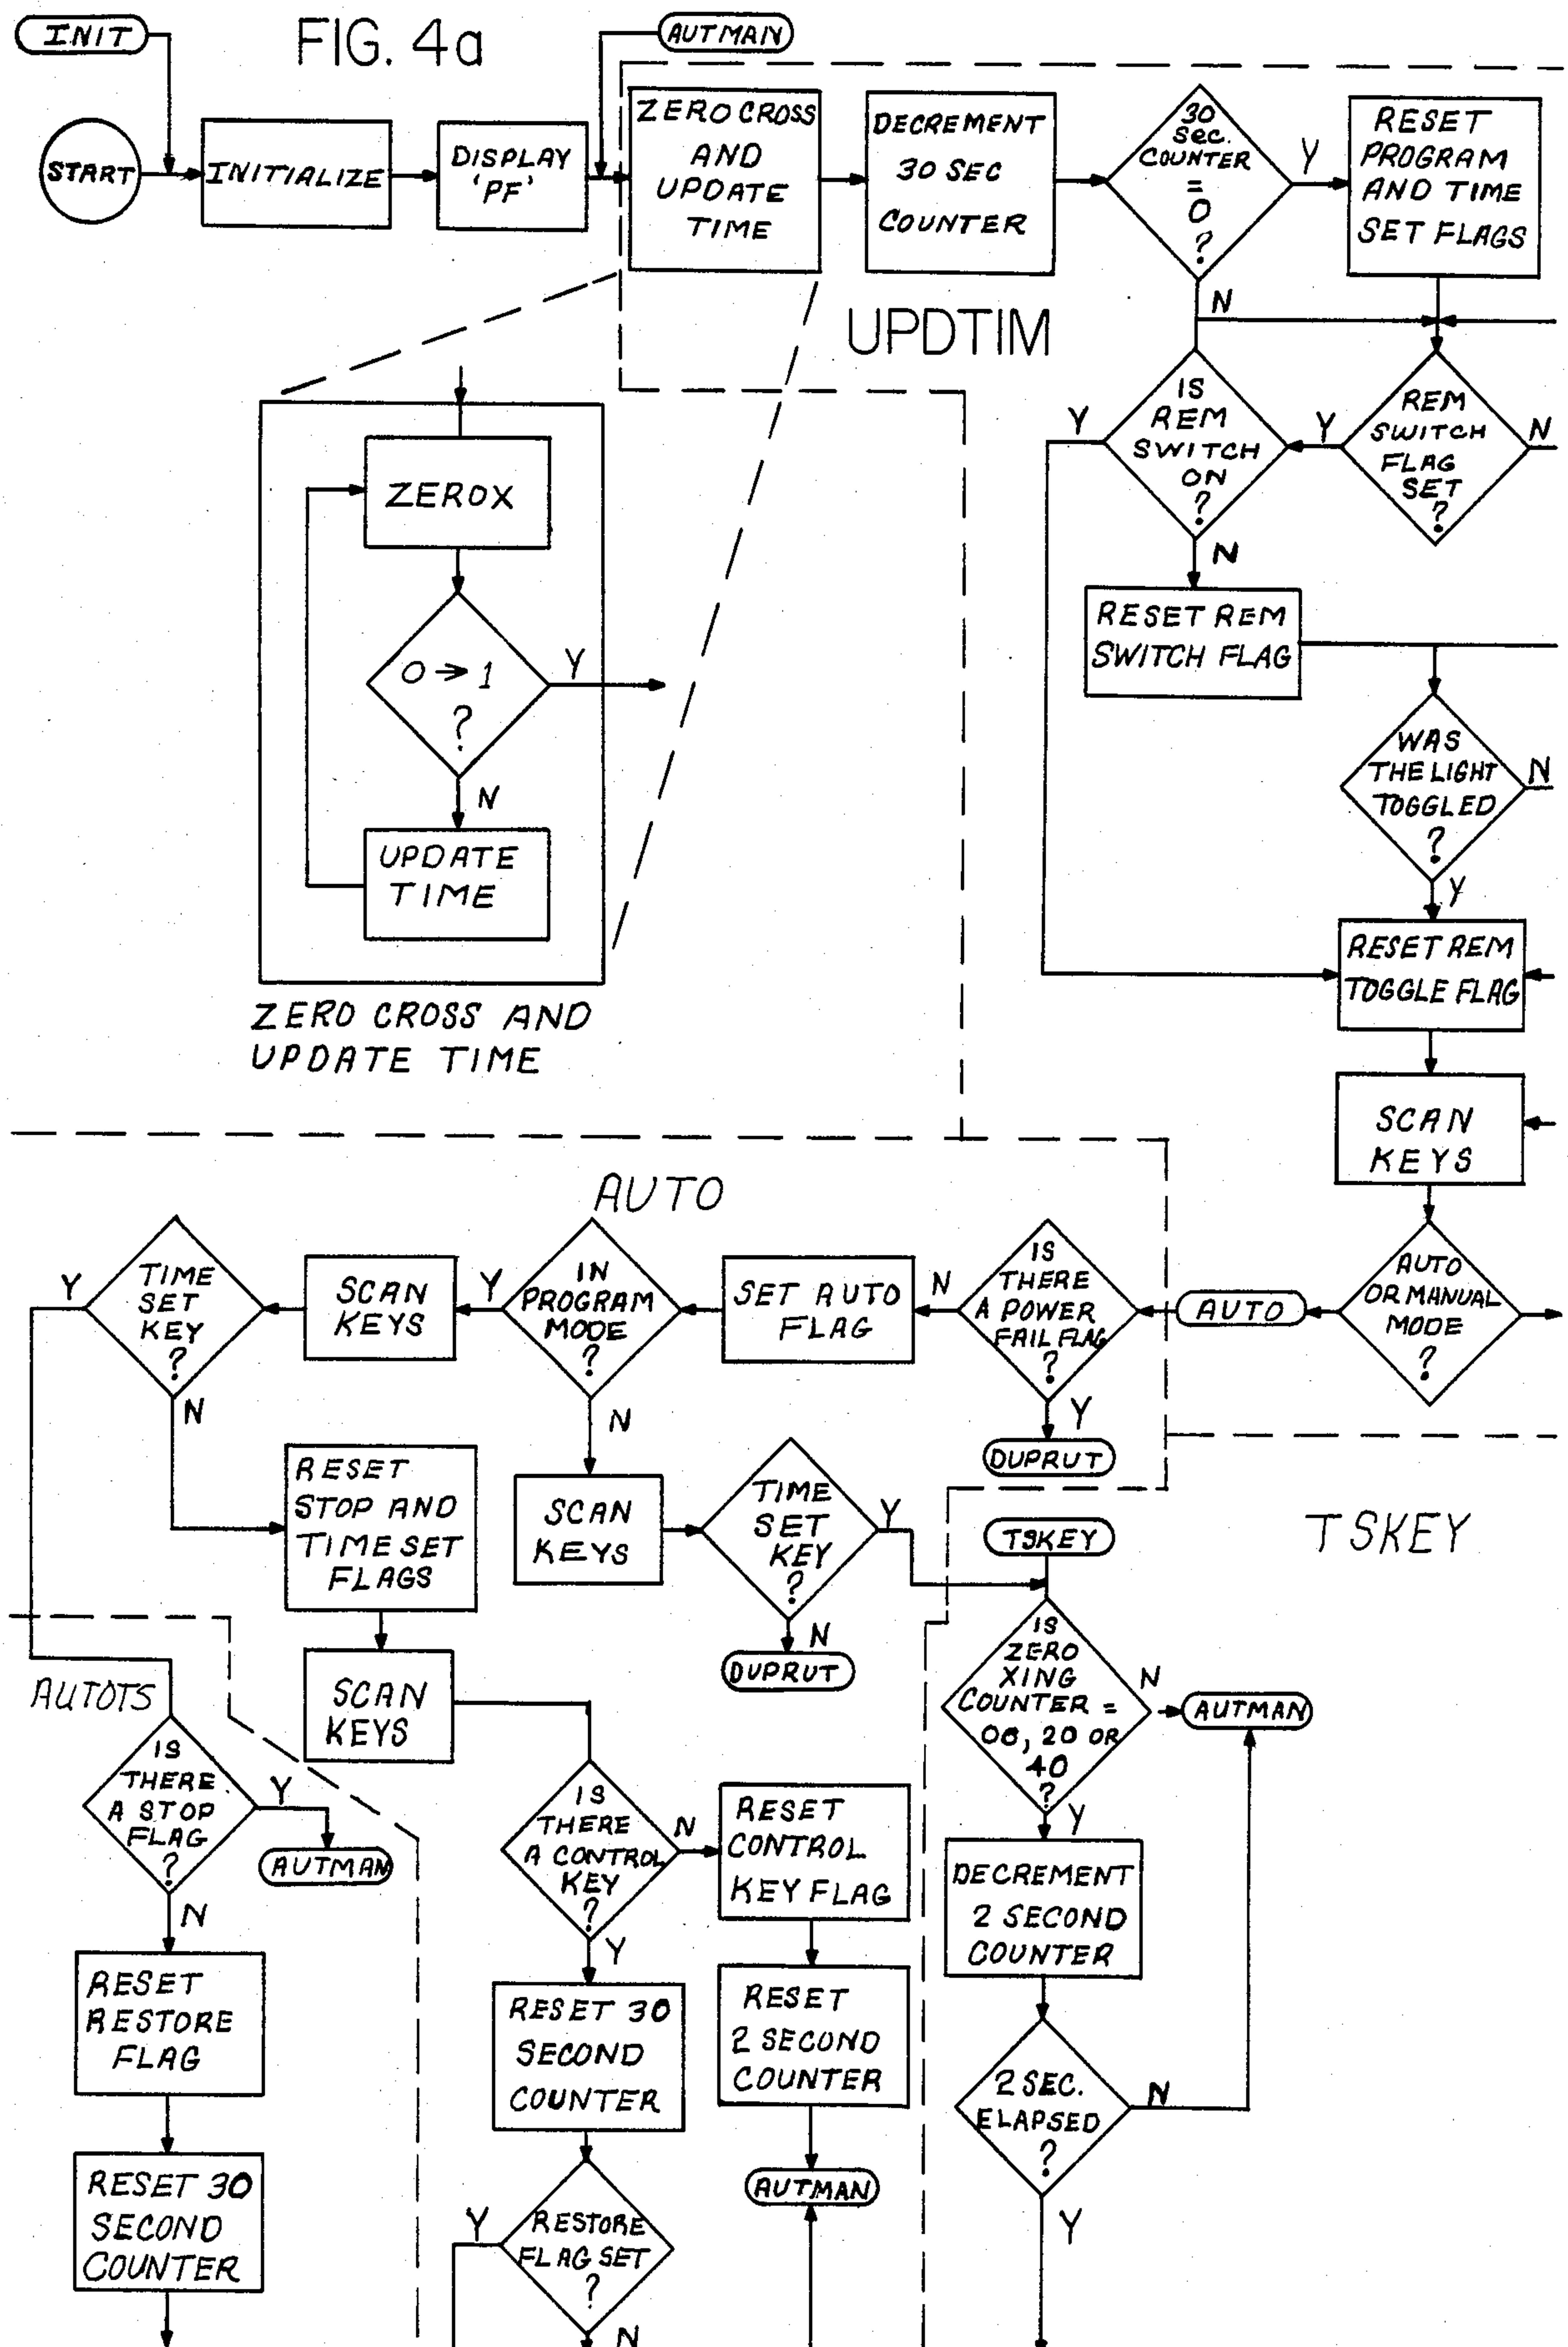 INIT
FIG. 4a
AUTMAN
START
INITIALIZE
DISPLAY
'PF'
ZERO CROSS
AND
UPDATE
TIME
DECREMENT
30 SEC
COUNTER
30
SEC.
COUNTER
=
0
?
Y
N
RESET
PROGRAM
AND TIME
SET FLAGS
UPDTIM
REM
SWITCH
FLAG
SET
?
N
Y
IS
REM
SWITCH
ON
?
Y
N
RESET REM
SWITCH FLAG
WAS
THE LIGHT
TOGGLED
?
N
Y
RESET REM
TOGGLE FLAG
SCAN
KEYS
AUTO
OR MANUAL
MODE
?
ZEROX
0 → 1
?
Y
N
UPDATE
TIME
ZERO CROSS AND
UPDATE TIME
AUTO
AUTO
IS
THERE
A POWER
FAIL FLAG
?
N
Y
DUPRUT
SET AUTO
FLAG
IN
PROGRAM
MODE
?
Y
N
SCAN
KEYS
TIME
SET
KEY
?
Y
N
RESET
STOP AND
TIME SET
FLAGS
SCAN
KEYS
SCAN
KEYS
TIME
SET
KEY
?
Y
N
DUPRUT
TSKEY
TSKEY
IS
ZERO
XING
COUNTER =
00, 20 OR
40
?
N
Y
AUTMAN
DECREMENT
2 SECOND
COUNTER
2 SEC.
ELAPSED
?
N
Y
AUTOTS
IS
THERE
A STOP
FLAG
?
Y
N
AUTMAN
RESET
RESTORE
FLAG
RESET 30
SECOND
COUNTER
IS
THERE
A CONTROL
KEY
?
N
Y
RESET
CONTROL
KEY FLAG
RESET
2 SECOND
COUNTER
AUTMAN
RESET 30
SECOND
COUNTER
RESTORE
FLAG SET
?
Y
N